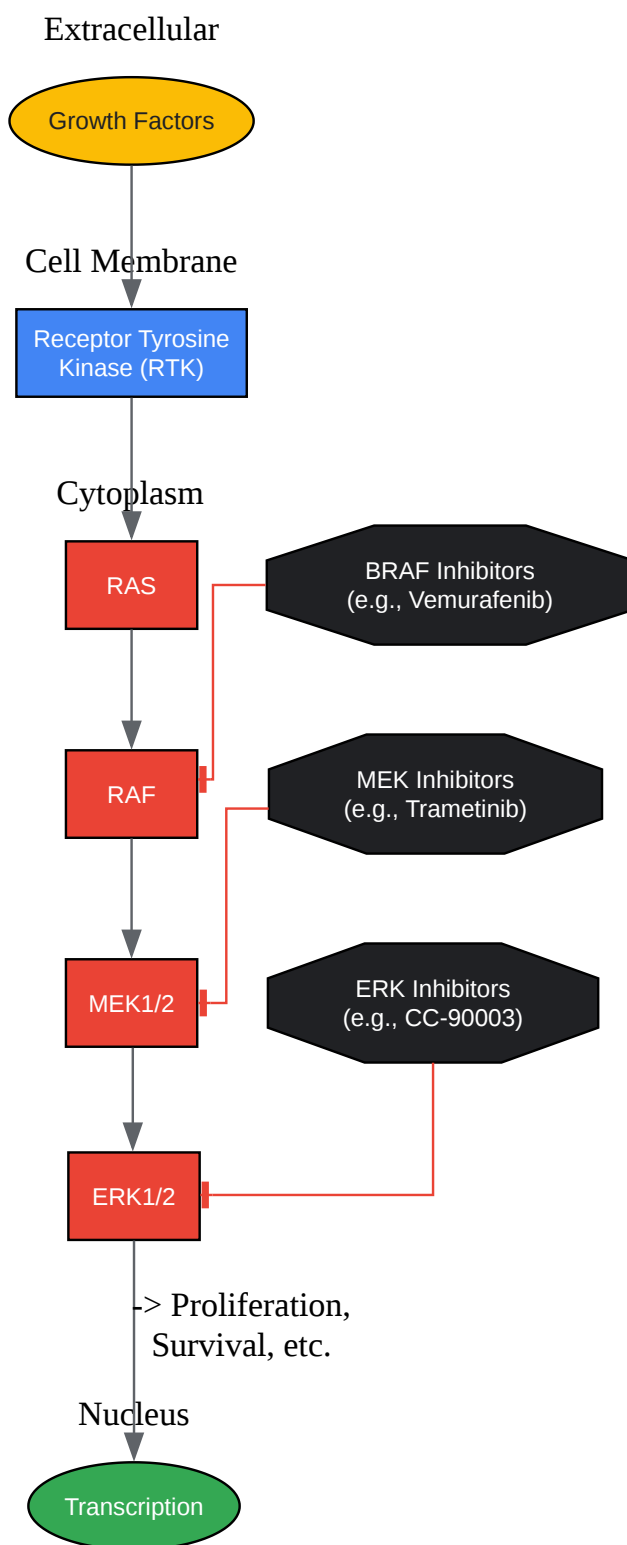 Extracellular
Growth Factors
Cell Membrane
Receptor Tyrosine
Kinase (RTK)
Cytoplasm
RAS
BRAF Inhibitors
(e.g., Vemurafenib)
RAF
MEK Inhibitors
(e.g., Trametinib)
MEK1/2
ERK Inhibitors
(e.g., CC-90003)
ERK1/2
-> Proliferation,
Survival, etc.
Nucleus
Transcription